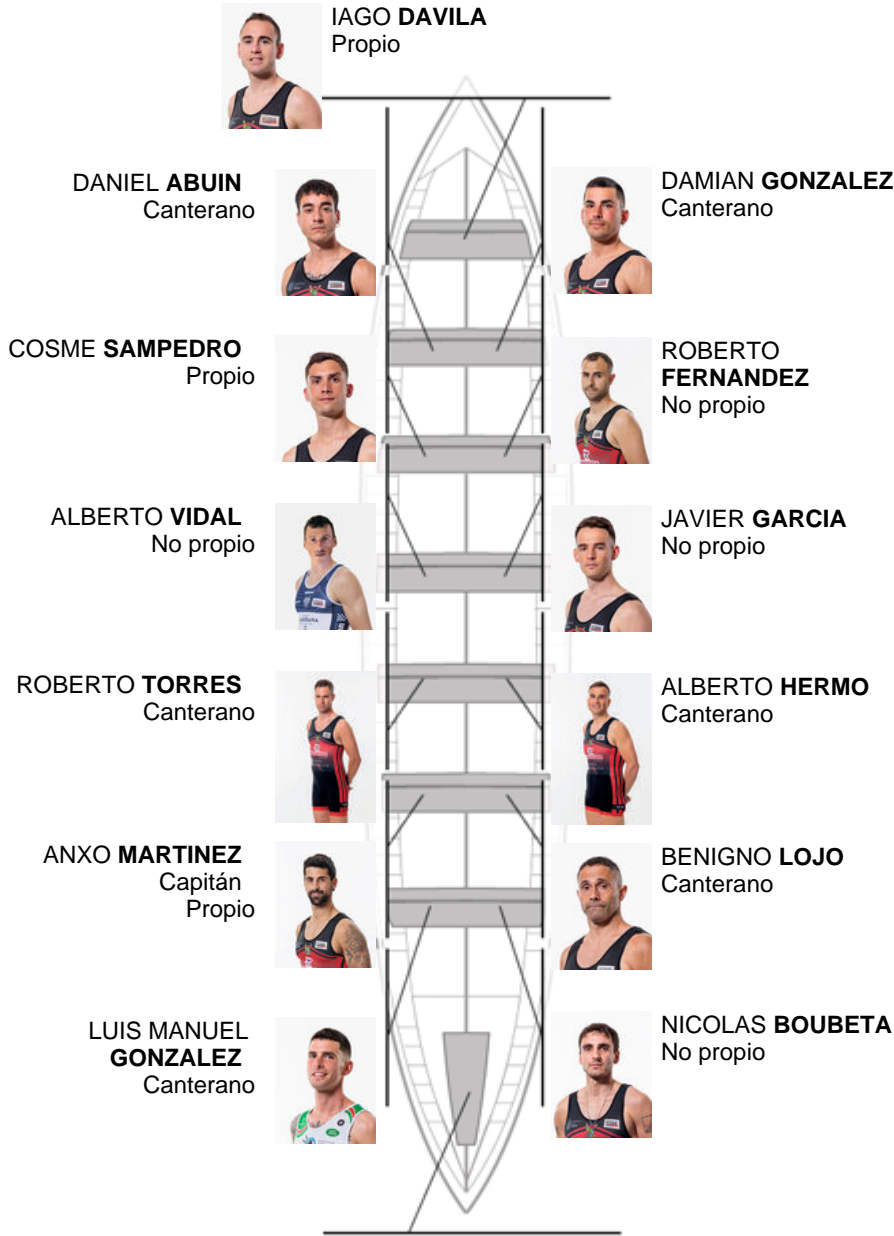 IAGO DAVILA
Propio
DANIEL ABUIN
Canterano
DAMIAN GONZALEZ
Canterano
COSME SAMPEDRO
Propio
ROBERTO
FERNANDEZ
No propio
ALBERTO VIDAL
No propio
JAVIER GARCIA
No propio
ROBERTO TORRES
Canterano
ALBERTO HERMO
Canterano
ANXO MARTINEZ
Capitán
Propio
BENIGNO LOJO
Canterano
LUIS MANUEL
GONZALEZ
Canterano
NICOLAS BOUBETA
No propio